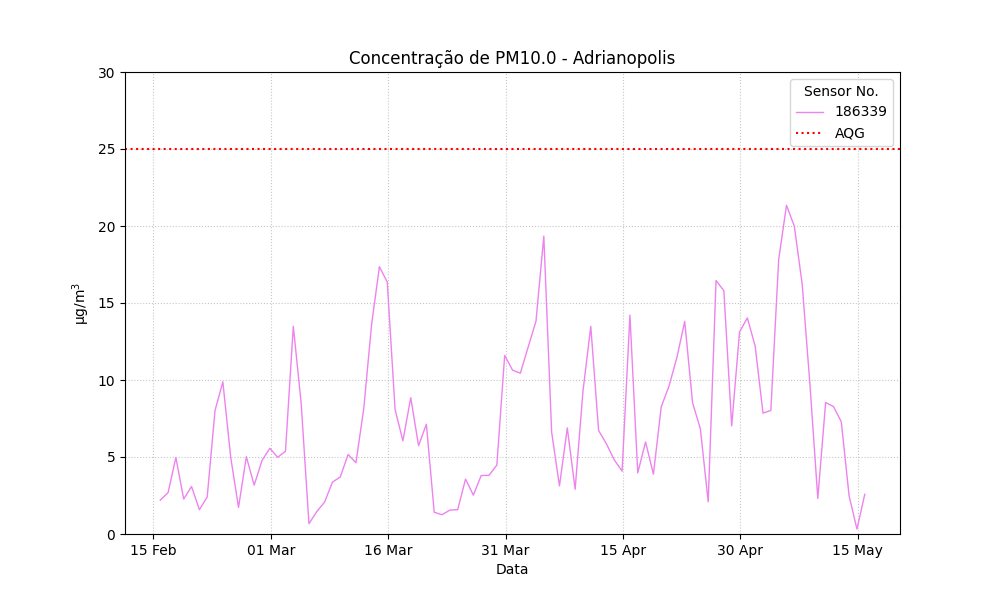 Concentração de PM10.0 - Adrianopolis
30
25
20
15
10
5
0
µg/m³
Sensor No.
186339
AQG
15 Feb
01 Mar
16 Mar
31 Mar
15 Apr
30 Apr
15 May
Data